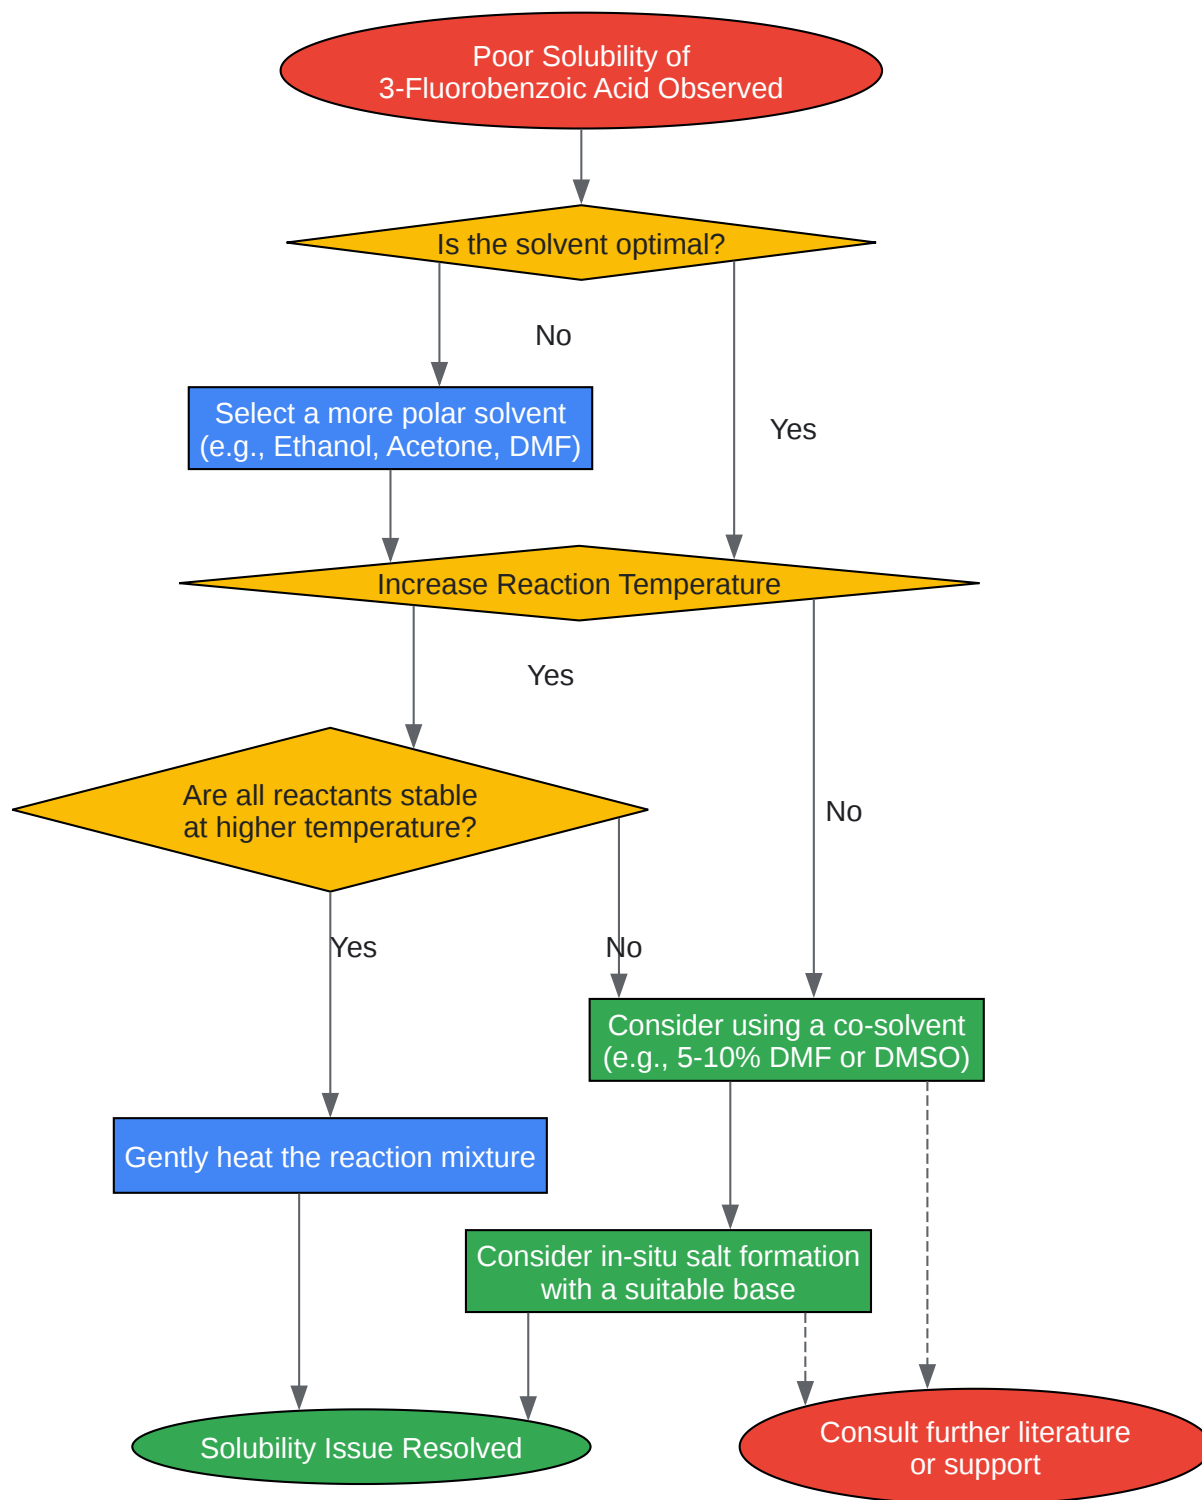 Poor Solubility of
3-Fluorobenzoic Acid Observed
Is the solvent optimal?
No
Select a more polar solvent
(e.g., Ethanol, Acetone, DMF)
Yes
Increase Reaction Temperature
Yes
Are all reactants stable
at higher temperature?
No
Yes
No
Consider using a co-solvent
(e.g., 5-10% DMF or DMSO)
Gently heat the reaction mixture
Consider in-situ salt formation
with a suitable base
Solubility Issue Resolved
Consult further literature
or support